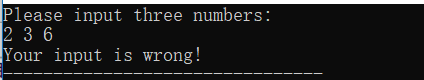 Please input three numbers:
2 3 6
Your input is wrong!
--------------------------------